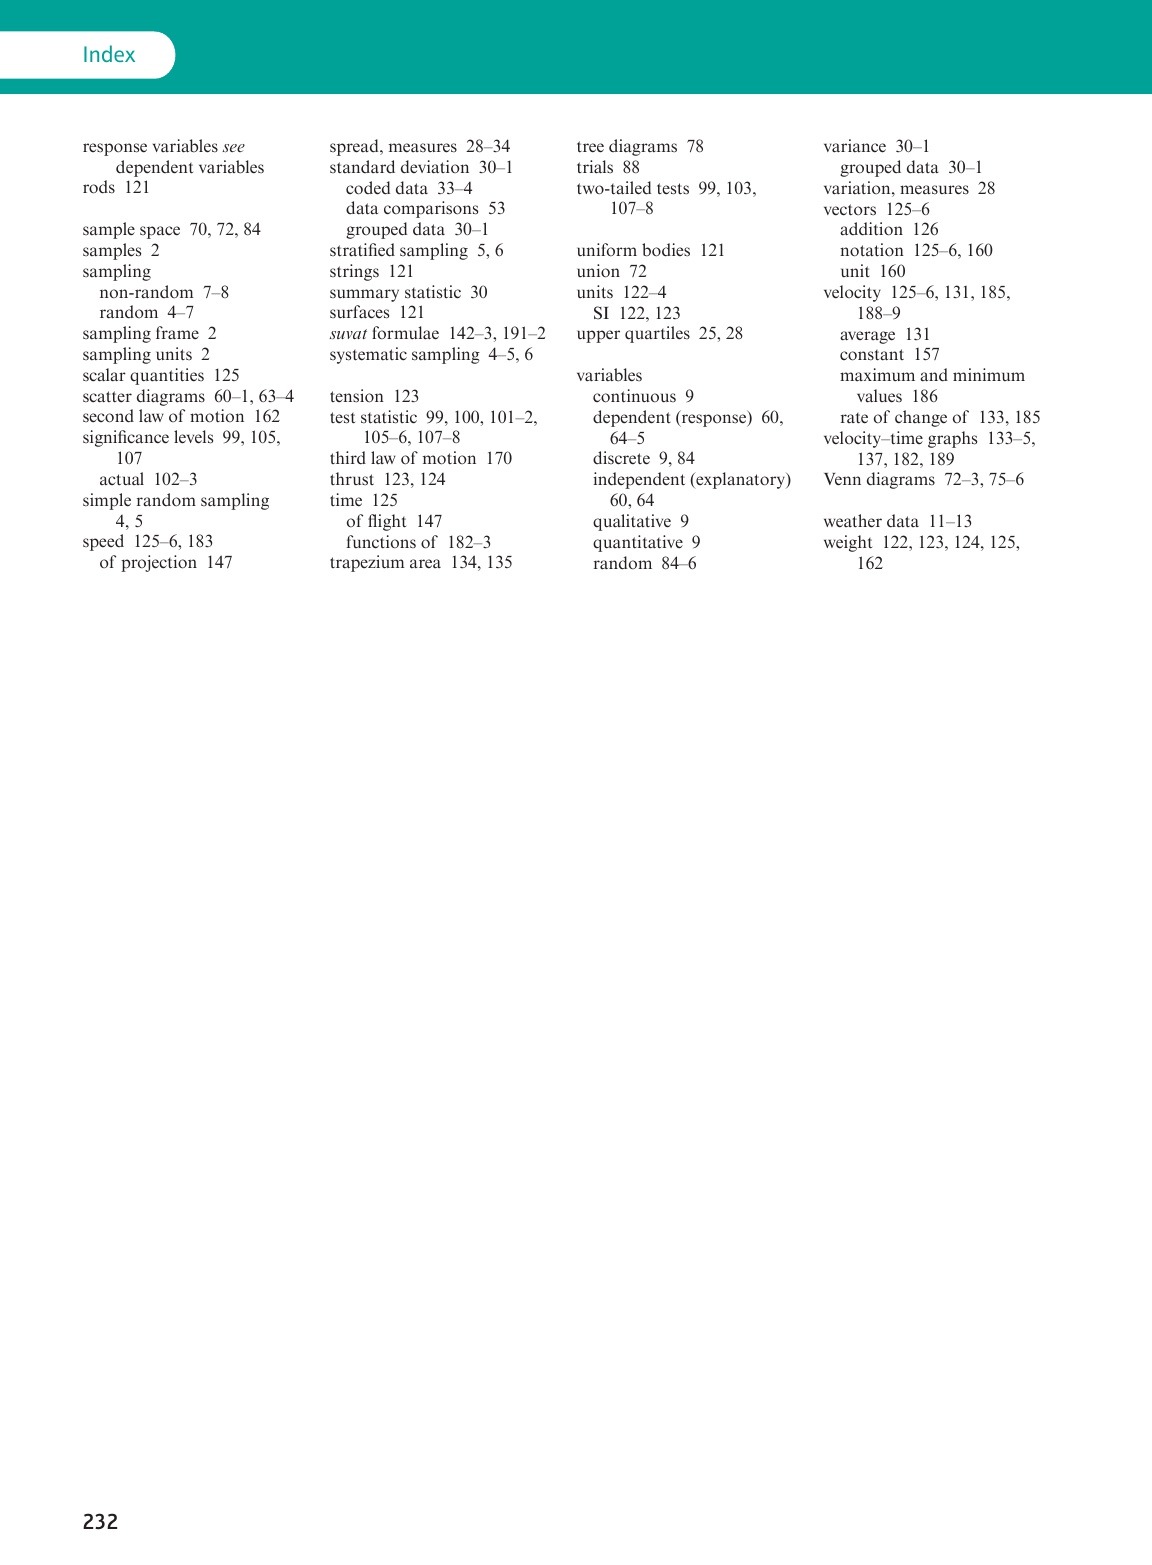 Index
response variables see
dependent variables
rods 121
sample space 70, 72, 84
samples 2
sampling
non-random 7–8
random 4–7
sampling frame 2
sampling units 2
scalar quantities 125
scatter diagrams 60–1, 63–4
second law of motion 162
significance levels 99, 105,
107
actual 102–3
simple random sampling
4, 5
speed 125–6, 183
of projection 147
spread, measures 28–34
standard deviation 30–1
coded data 33–4
data comparisons 53
grouped data 30–1
stratified sampling 5, 6
strings 121
summary statistic 30
surfaces 121
suvat formulae 142–3, 191–2
systematic sampling 4–5, 6
tension 123
test statistic 99, 100, 101–2,
105–6, 107–8
third law of motion 170
thrust 123, 124
time 125
of flight 147
functions of 182–3
trapezium area 134, 135
tree diagrams 78
trials 88
two-tailed tests 99, 103,
107–8
uniform bodies 121
union 72
units 122–4
SI 122, 123
upper quartiles 25, 28
variables
continuous 9
dependent (response) 60,
64–5
discrete 9, 84
independent (explanatory)
60, 64
qualitative 9
quantitative 9
random 84–6
variance 30–1
grouped data 30–1
variation, measures 28
vectors 125–6
addition 126
notation 125–6, 160
unit 160
velocity 125–6, 131, 185,
188–9
average 131
constant 157
maximum and minimum
values 186
rate of change of 133, 185
velocity–time graphs 133–5,
137, 182, 189
Venn diagrams 72–3, 75–6
weather data 11–13
weight 122, 123, 124, 125,
162
232